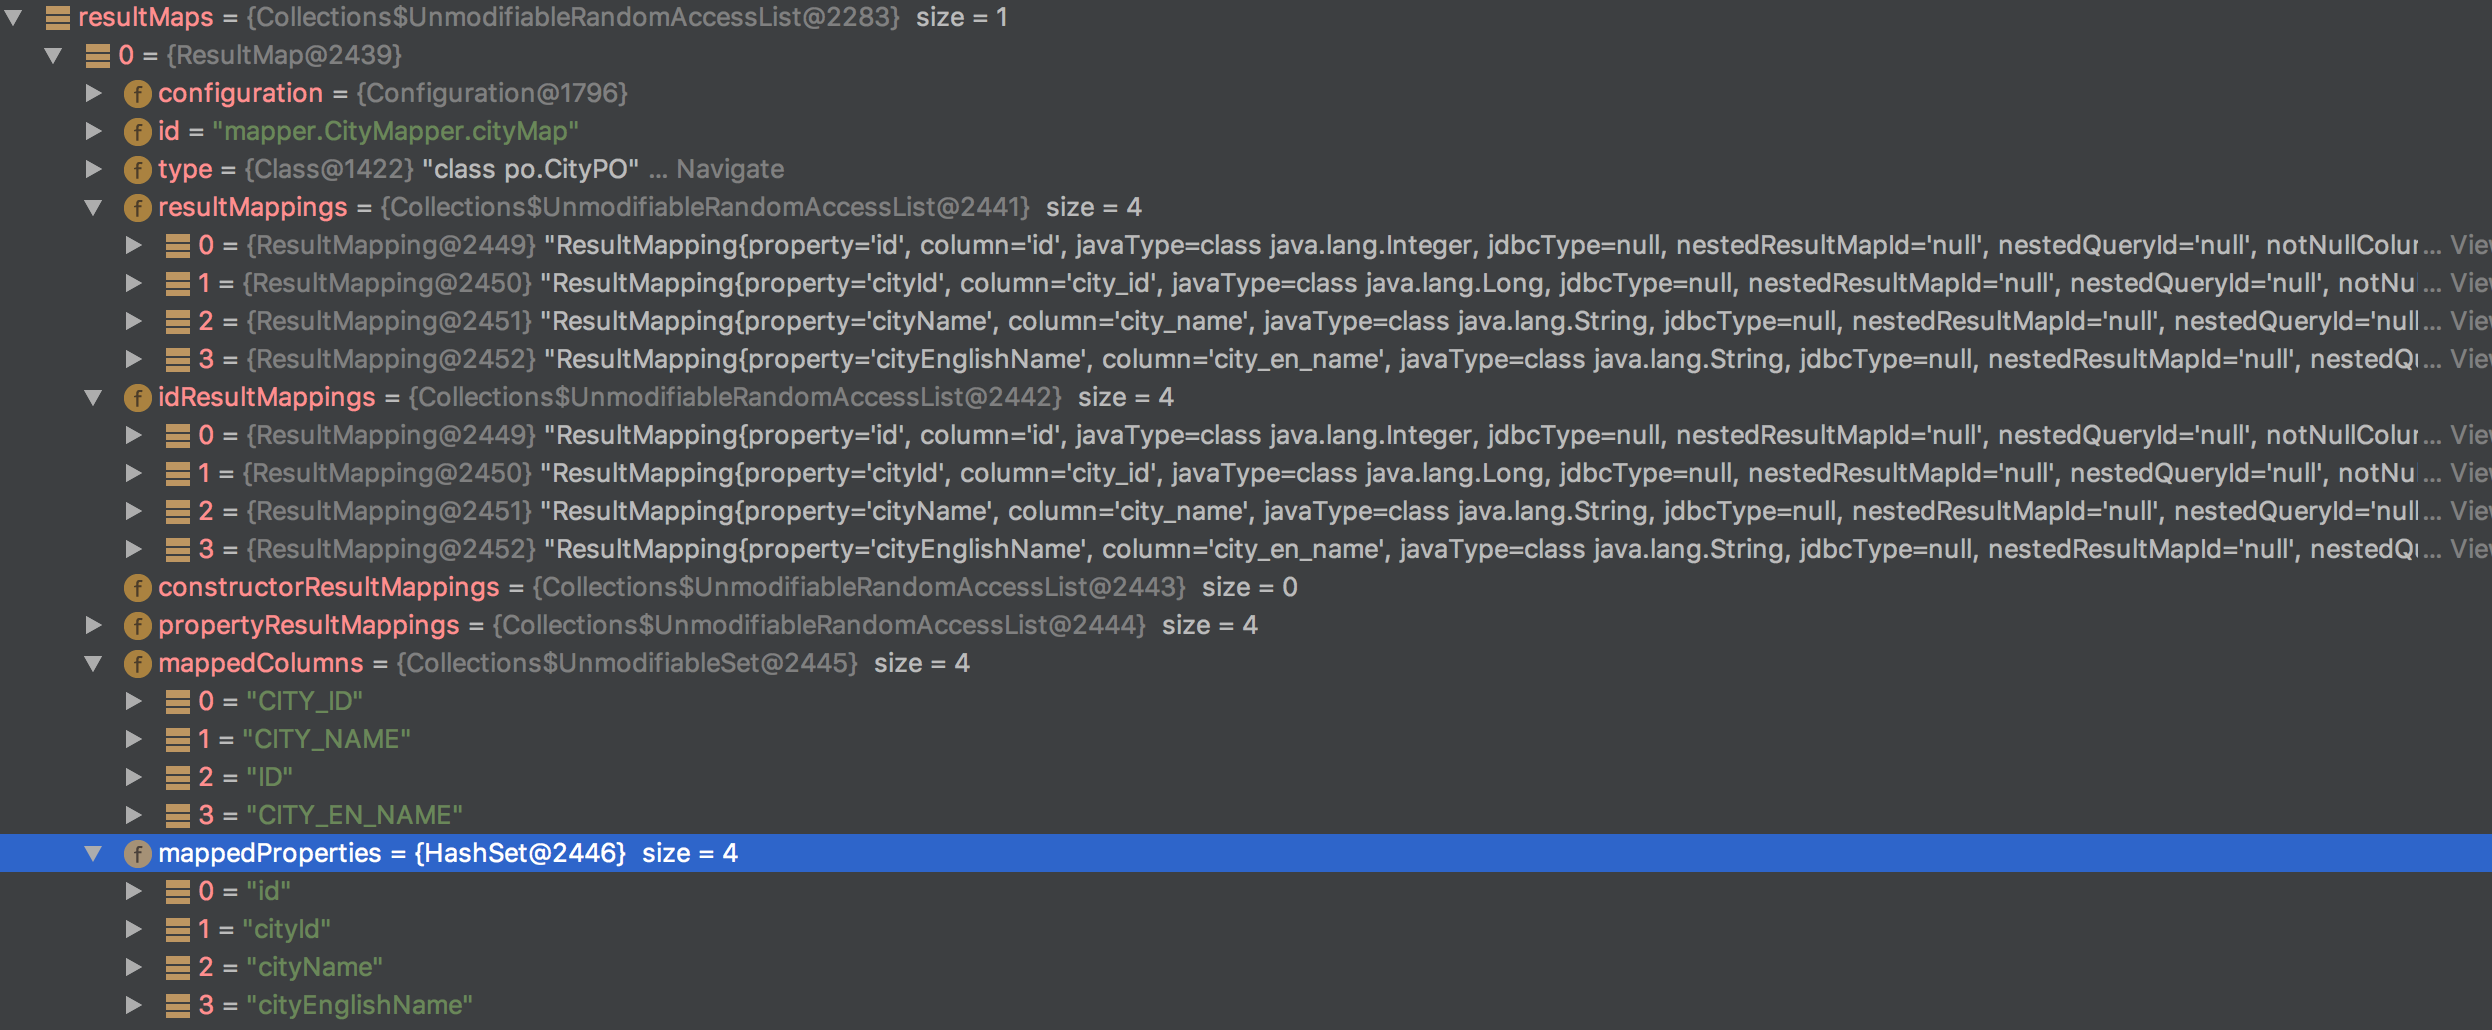 resultMaps = {Collections$UnmodifiableRandomAccessList@2283} size = 1
0 = {ResultMap@2439}
f configuration = {Configuration@1796}
f id = "mapper.CityMapper.cityMap"
f type = {Class@1422} "class po.CityPO" ... Navigate
f resultMappings = {Collections$UnmodifiableRandomAccessList@2441} size = 4
0 = {ResultMapping@2449} "ResultMapping{property='id', column='id', javaType=class java.lang.Integer, jdbcType=null, nestedResultMapId='null', nestedQueryId='null', notNullColur... View
1 = {ResultMapping@2450} "ResultMapping{property='cityId', column='city_id', javaType=class java.lang.Long, jdbcType=null, nestedResultMapId='null', nestedQueryId='null', notNul... View
2 = {ResultMapping@2451} "ResultMapping{property='cityName', column='city_name', javaType=class java.lang.String, jdbcType=null, nestedResultMapId='null', nestedQueryId='null... View
3 = {ResultMapping@2452} "ResultMapping{property='cityEnglishName', column='city_en_name', javaType=class java.lang.String, jdbcType=null, nestedResultMapId='null', nestedQu... View
f idResultMappings = {Collections$UnmodifiableRandomAccessList@2442} size = 4
0 = {ResultMapping@2449} "ResultMapping{property='id', column='id', javaType=class java.lang.Integer, jdbcType=null, nestedResultMapId='null', nestedQueryId='null', notNullColur... View
1 = {ResultMapping@2450} "ResultMapping{property='cityId', column='city_id', javaType=class java.lang.Long, jdbcType=null, nestedResultMapId='null', nestedQueryId='null', notNul... View
2 = {ResultMapping@2451} "ResultMapping{property='cityName', column='city_name', javaType=class java.lang.String, jdbcType=null, nestedResultMapId='null', nestedQueryId='null... View
3 = {ResultMapping@2452} "ResultMapping{property='cityEnglishName', column='city_en_name', javaType=class java.lang.String, jdbcType=null, nestedResultMapId='null', nestedQu... View
f constructorResultMappings = {Collections$UnmodifiableRandomAccessList@2443} size = 0
f propertyResultMappings = {Collections$UnmodifiableRandomAccessList@2444} size = 4
f mappedColumns = {Collections$UnmodifiableSet@2445} size = 4
0 = "CITY_ID"
1 = "CITY_NAME"
2 = "ID"
3 = "CITY_EN_NAME"
f mappedProperties = {HashSet@2446} size = 4
0 = "id"
1 = "cityId"
2 = "cityName"
3 = "cityEnglishName"